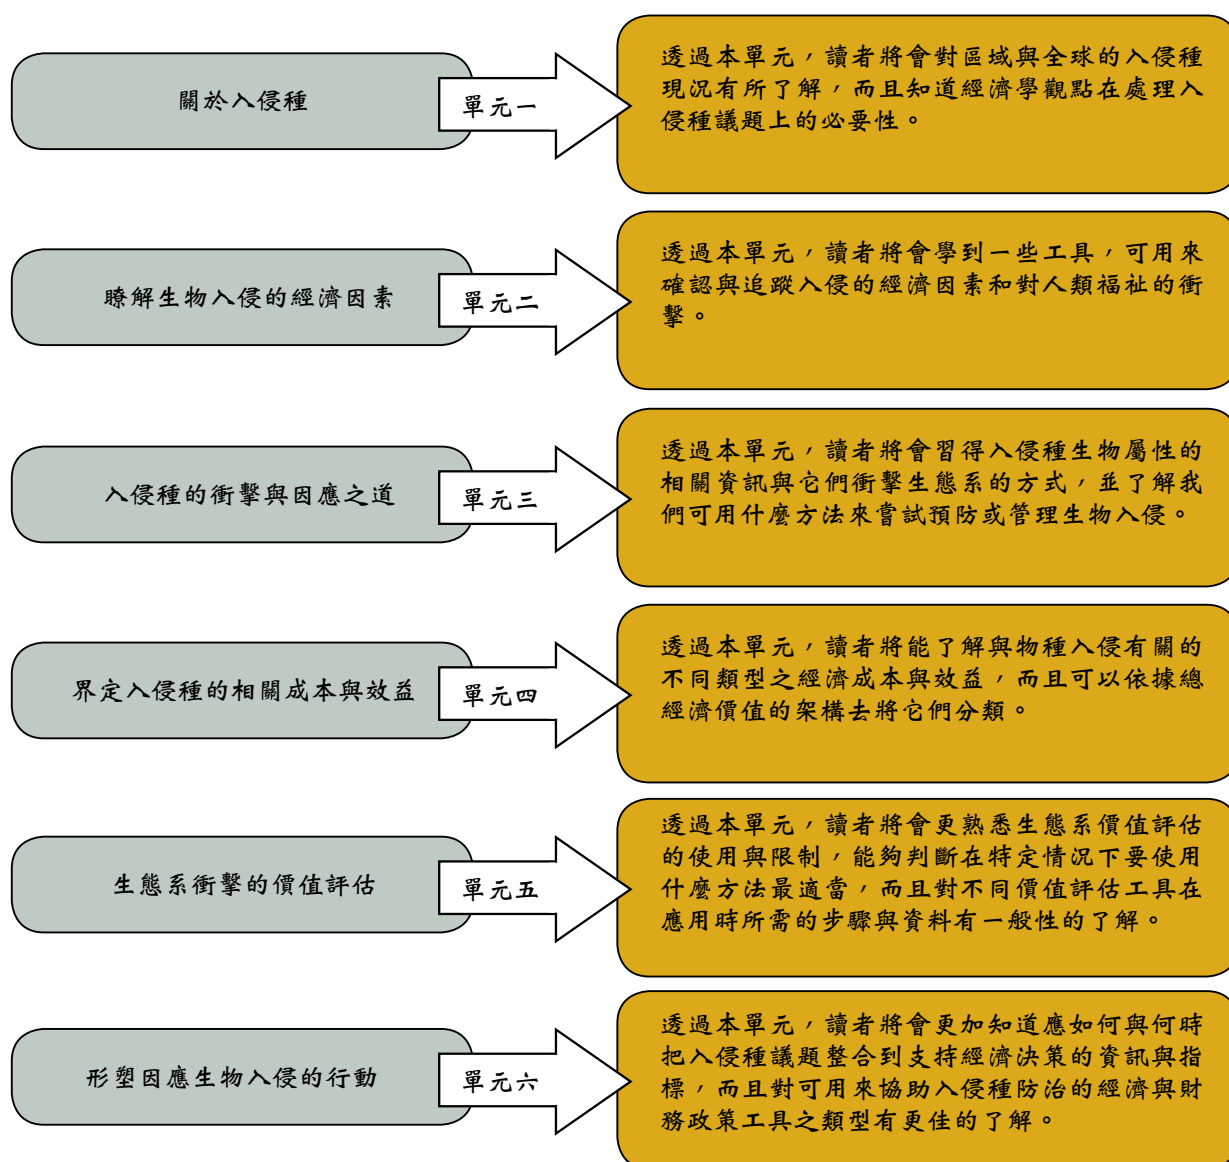 關於入侵種
單元一
透過本單元，讀者將會對區域與全球的入侵種
現況有所了解，而且知道經濟學觀點在處理入
侵種議題上的必要性。
瞭解生物入侵的經濟因素
單元二
透過本單元，讀者將會學到一些工具，可用來
確認與追蹤入侵的經濟因素和對人類福祉的衝
擊。
入侵種的衝擊與因應之道
單元三
透過本單元，讀者將會習得入侵種生物屬性的
相關資訊與它們衝擊生態系的方式，並了解我
們可用什麼方法來嘗試預防或管理生物入侵。
界定入侵種的相關成本與效益
單元四
透過本單元，讀者將能了解與物種入侵有關的
不同類型之經濟成本與效益，而且可以依據總
經濟價值的架構去將它們分類。
生態系衝擊的價值評估
單元五
透過本單元，讀者將會更熟悉生態系價值評估
的使用與限制，能夠判斷在特定情況下要使用
什麼方法最適當，而且對不同價值評估工具在
應用時所需的步驟與資料有一般性的了解。
形塑因應生物入侵的行動
單元六
透過本單元，讀者將會更加知道應如何與何時
把入侵種議題整合到支持經濟決策的資訊與指
標，而且對可用來協助入侵種防治的經濟與財
務政策工具之類型有更佳的了解。